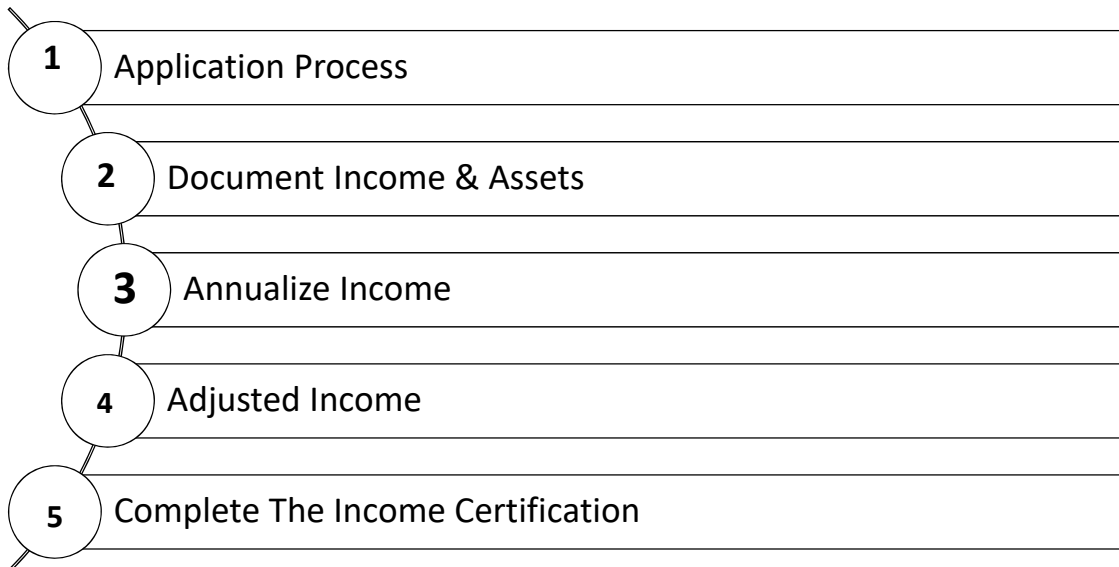 1 Application Process
2 Document Income & Assets
3 Annualize Income
4 Adjusted Income
5 Complete The Income Certification